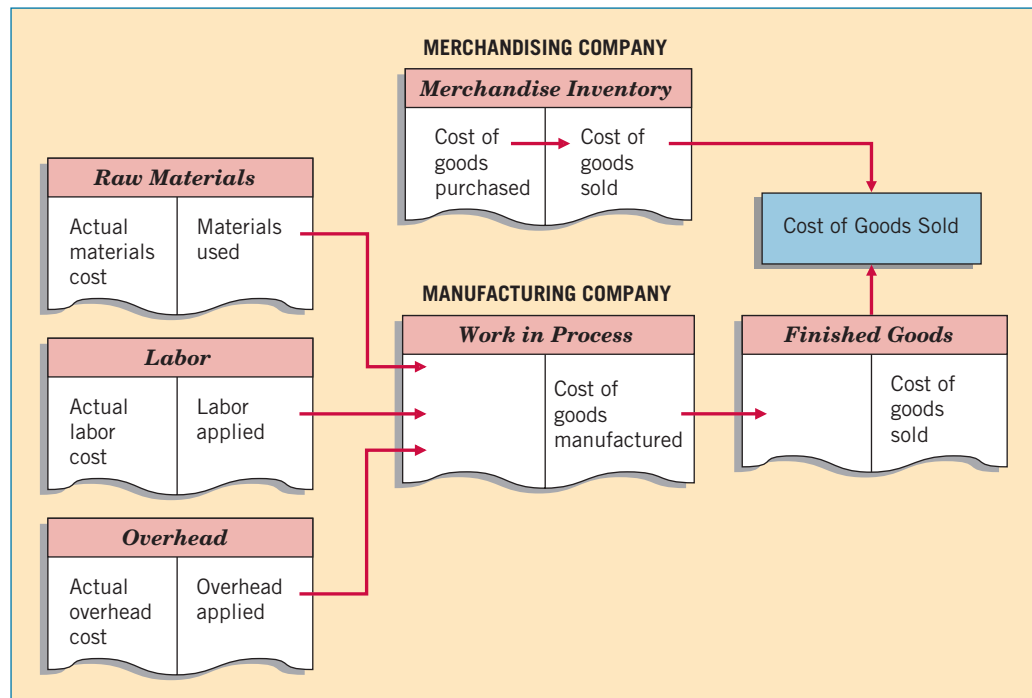 MERCHANDISING COMPANY
Merchandise Inventory
Cost of
goods
purchased
Cost of
goods
sold
Raw Materials
Actual
materials
cost
Materials
used
Cost of Goods Sold
MANUFACTURING COMPANY
Work in Process
Cost of
goods
manufactured
Finished Goods
Cost of
goods
sold
Labor
Actual
labor
cost
Labor
applied
Overhead
Actual
overhead
cost
Overhead
applied